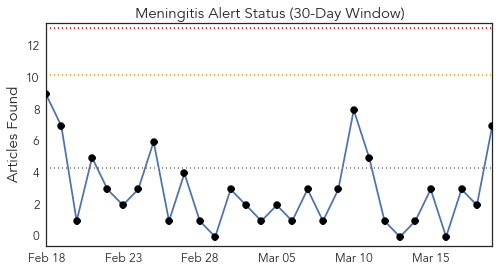 Meningitis Alert Status (30-Day Window)
Articles Found
12
10
8
6
4
2
0
Feb 18
Feb 23
Feb 28
Mar 05
Mar 10
Mar 15